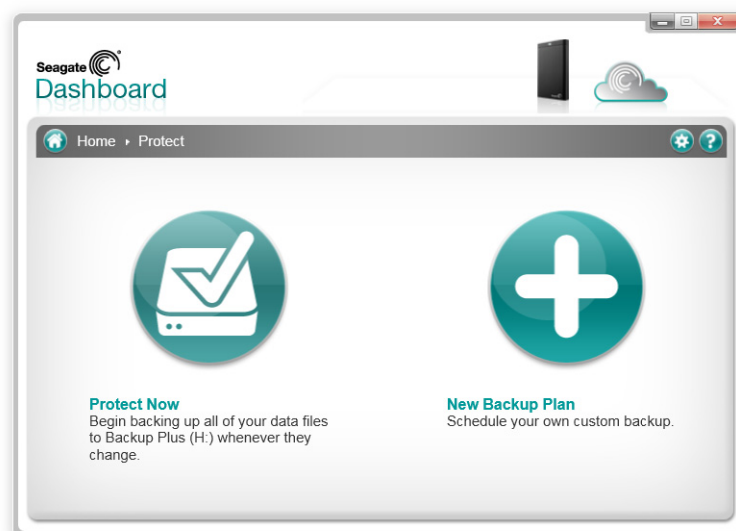 Seagate
Dashboard
Home ▸ Protect
?
Protect Now
Begin backing up all of your data files
to Backup Plus (H:) whenever they
change.
New Backup Plan
Schedule your own custom backup.